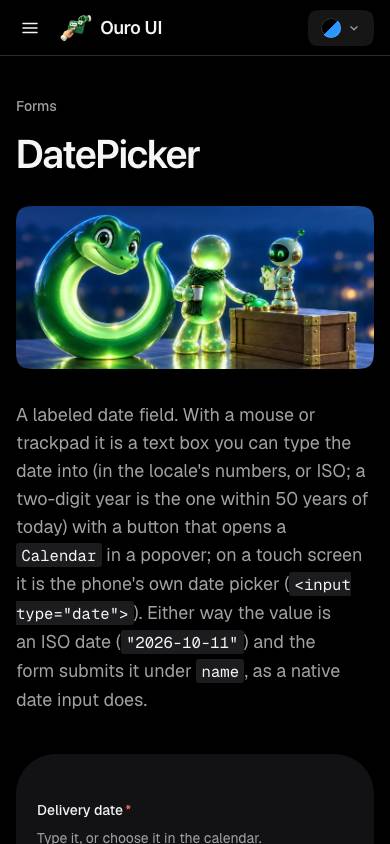 Ouro UI
Forms
DatePicker
A labeled date field. With a mouse or
trackpad it is a text box you can type the
date into (in the locale's numbers, or ISO; a
two-digit year is the one within 50 years of
today) with a button that opens a
Calendar in a popover; on a touch screen
it is the phone's own date picker (<input
type="date">). Either way the value is
an ISO date ("2026-10-11") and the
form submits it under name, as a native
date input does.
Delivery date*
Type it, or choose it in the calendar.